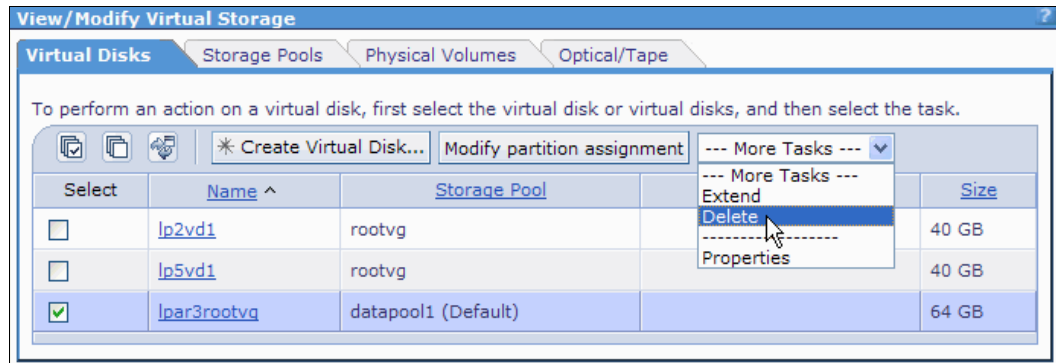 View/Modify Virtual Storage ?
Virtual Disks Storage Pools Physical Volumes Optical/Tape
To perform an action on a virtual disk, first select the virtual disk or virtual disks, and then select the task.
Create Virtual Disk... Modify partition assignment --- More Tasks ---
--- More Tasks ---
Extend
Delete
-------------------
Properties
Select Name ^ Storage Pool Size
lp2vd1 rootvg 40 GB
lp5vd1 rootvg 40 GB
lpar3rootvg datapool1 (Default) 64 GB